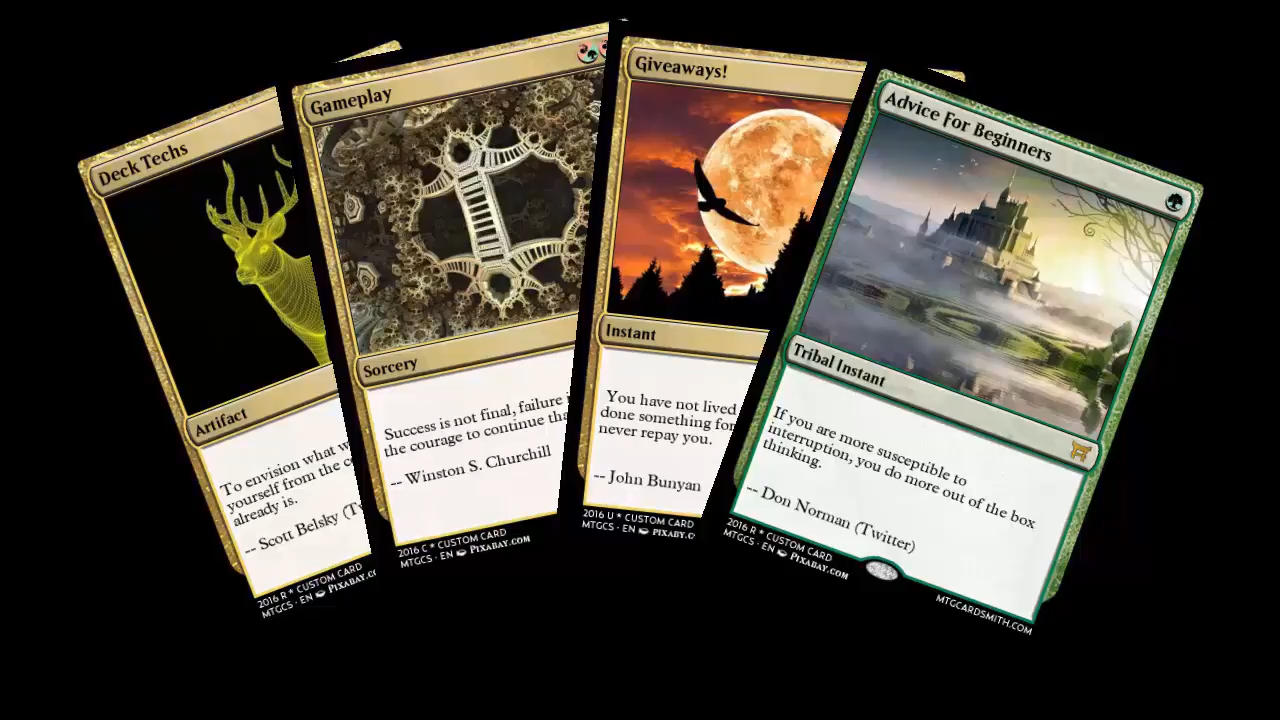 Deck Techs
Artifact
To envision what
yourself from the
already is.
-- Scott Belsky
2016 R * CUSTOM CARD
MTGCS · EN PIXABAY.
Gameplay
Sorcery
Success is not final, failure
the courage to continue
-- Winston S. Churchill
2016 C * CUSTOM CARD
MTGCS · EN PIXABAY.COM
Giveaways!
Instant
You have not lived
done something for
never repay you.
-- John Bunyan
2016 U * CUSTOM CARD
MTGCS · EN PIXABY.C
Advice For Beginners
Tribal Instant
If you are more susceptible to
interruption, you do more out of the box
thinking.
-- Don Norman (Twitter)
2016 R * CUSTOM CARD
MTGCS · EN PIXABAY.COM
MTGCARDSMITH.COM